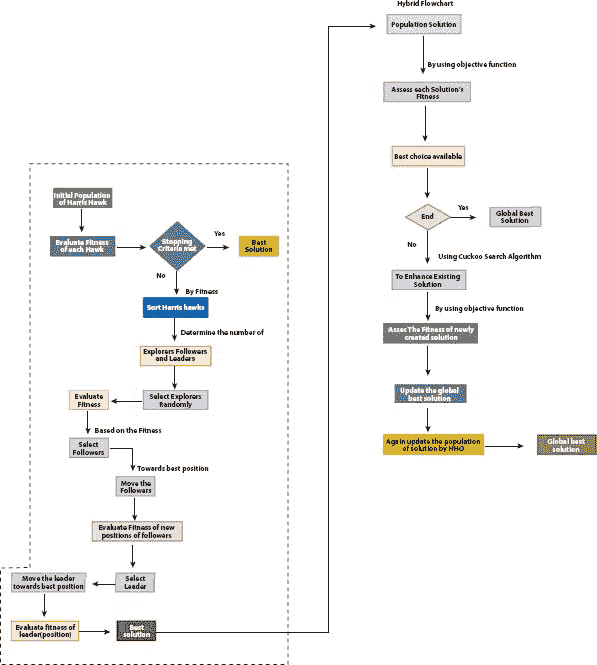 Hybrid Flowchart
Population Solution
By using objective function
Assess each Solution's
Fitness
Best choice available
End
Yes
Global Best
Solution
No
Using Cuckoo Search Algorithm
To Enhance Existing
Solution
By using objective function
Asses The Fitness of newly
created solution
Update the global
best solution
Again update the population
of solution by HHO
Global best
solution
Initial Population
of Harris Hawk
Evaluate Fitness
of each Hawk
Stopping
Criteria met
Yes
Best
Solution
No
By Fitness
Sort Harris hawks
Determine the number of
Explorers Followers
and Leaders
Select Explorers
Randomly
Evaluate
Fitness
Based on the Fitness
Select
Followers
Towards best position
Move the
Followers
Evaluate Fitness of new
positions of followers
Select
Leader
Move the leader
towards best position
Evaluate fitness of
leader(position)
Best
solution